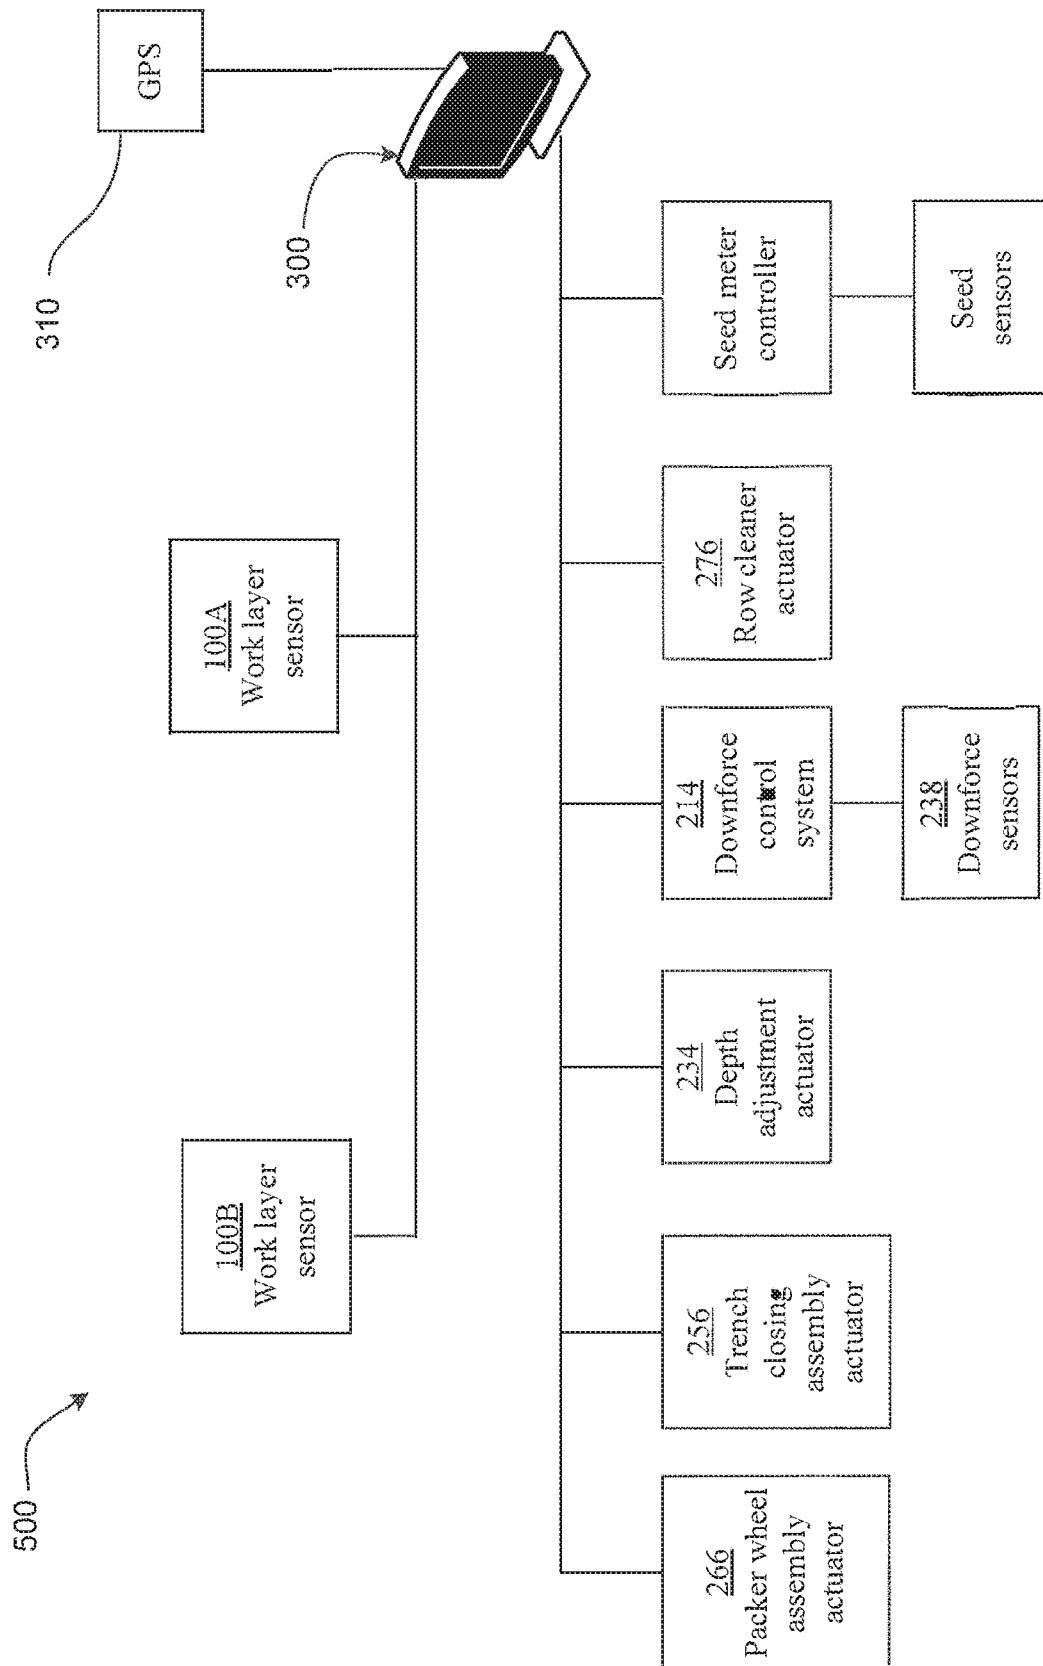 500
310
GPS
300
100B
Work layer
sensor
100A
Work layer
sensor
266
Packer wheel
assembly
actuator
256
Trench
closing
assembly
actuator
234
Depth
adjustment
actuator
214
Downforce
control
system
238
Downforce
sensors
276
Row cleaner
actuator
Seed meter
controller
Seed
sensors